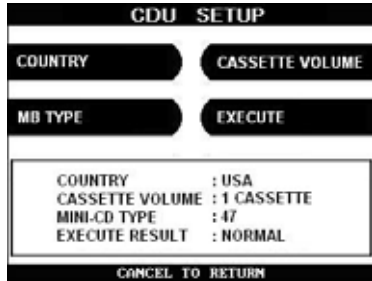 CDU SETUP
COUNTRY CASSETTE VOLUME
MB TYPE EXECUTE
COUNTRY : USA
CASSETTE VOLUME : 1 CASSETTE
MINI-CD TYPE : 47
EXECUTE RESULT : NORMAL
CANCEL TO RETURN